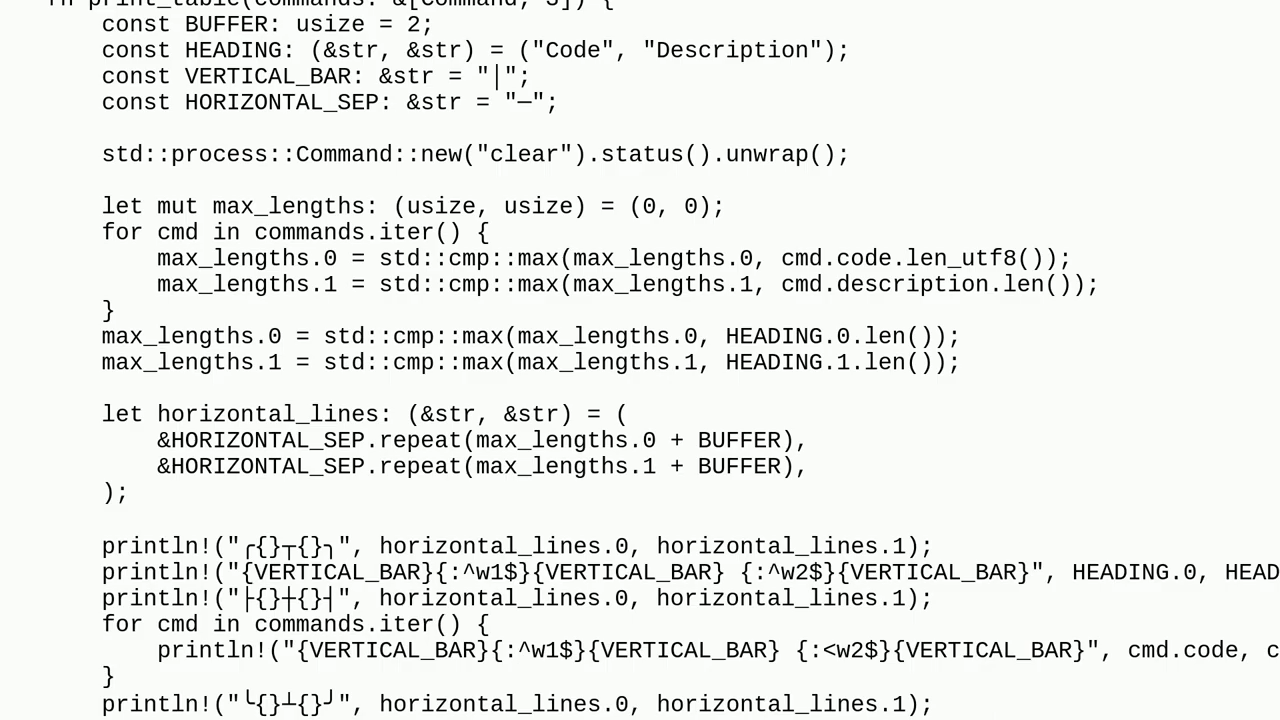 fn print_table(commands: &[Command; 3]) {
    const BUFFER: usize = 2;
    const HEADING: (&str, &str) = ("Code", "Description");
    const VERTICAL_BAR: &str = "│";
    const HORIZONTAL_SEP: &str = "─";

    std::process::Command::new("clear").status().unwrap();

    let mut max_lengths: (usize, usize) = (0, 0);
    for cmd in commands.iter() {
        max_lengths.0 = std::cmp::max(max_lengths.0, cmd.code.len_utf8());
        max_lengths.1 = std::cmp::max(max_lengths.1, cmd.description.len());
    }
    max_lengths.0 = std::cmp::max(max_lengths.0, HEADING.0.len());
    max_lengths.1 = std::cmp::max(max_lengths.1, HEADING.1.len());

    let horizontal_lines: (&str, &str) = (
        &HORIZONTAL_SEP.repeat(max_lengths.0 + BUFFER),
        &HORIZONTAL_SEP.repeat(max_lengths.1 + BUFFER),
    );

    println!("╭{}┬{}╮", horizontal_lines.0, horizontal_lines.1);
    println!("{VERTICAL_BAR}{:^w1$}{VERTICAL_BAR} {:^w2$}{VERTICAL_BAR}", HEADING.0, HEAD
    println!("├{}┼{}┤", horizontal_lines.0, horizontal_lines.1);
    for cmd in commands.iter() {
        println!("{VERTICAL_BAR}{:^w1$}{VERTICAL_BAR} {:<w2$}{VERTICAL_BAR}", cmd.code, c
    }
    println!("╰{}┴{}╯", horizontal_lines.0, horizontal_lines.1);